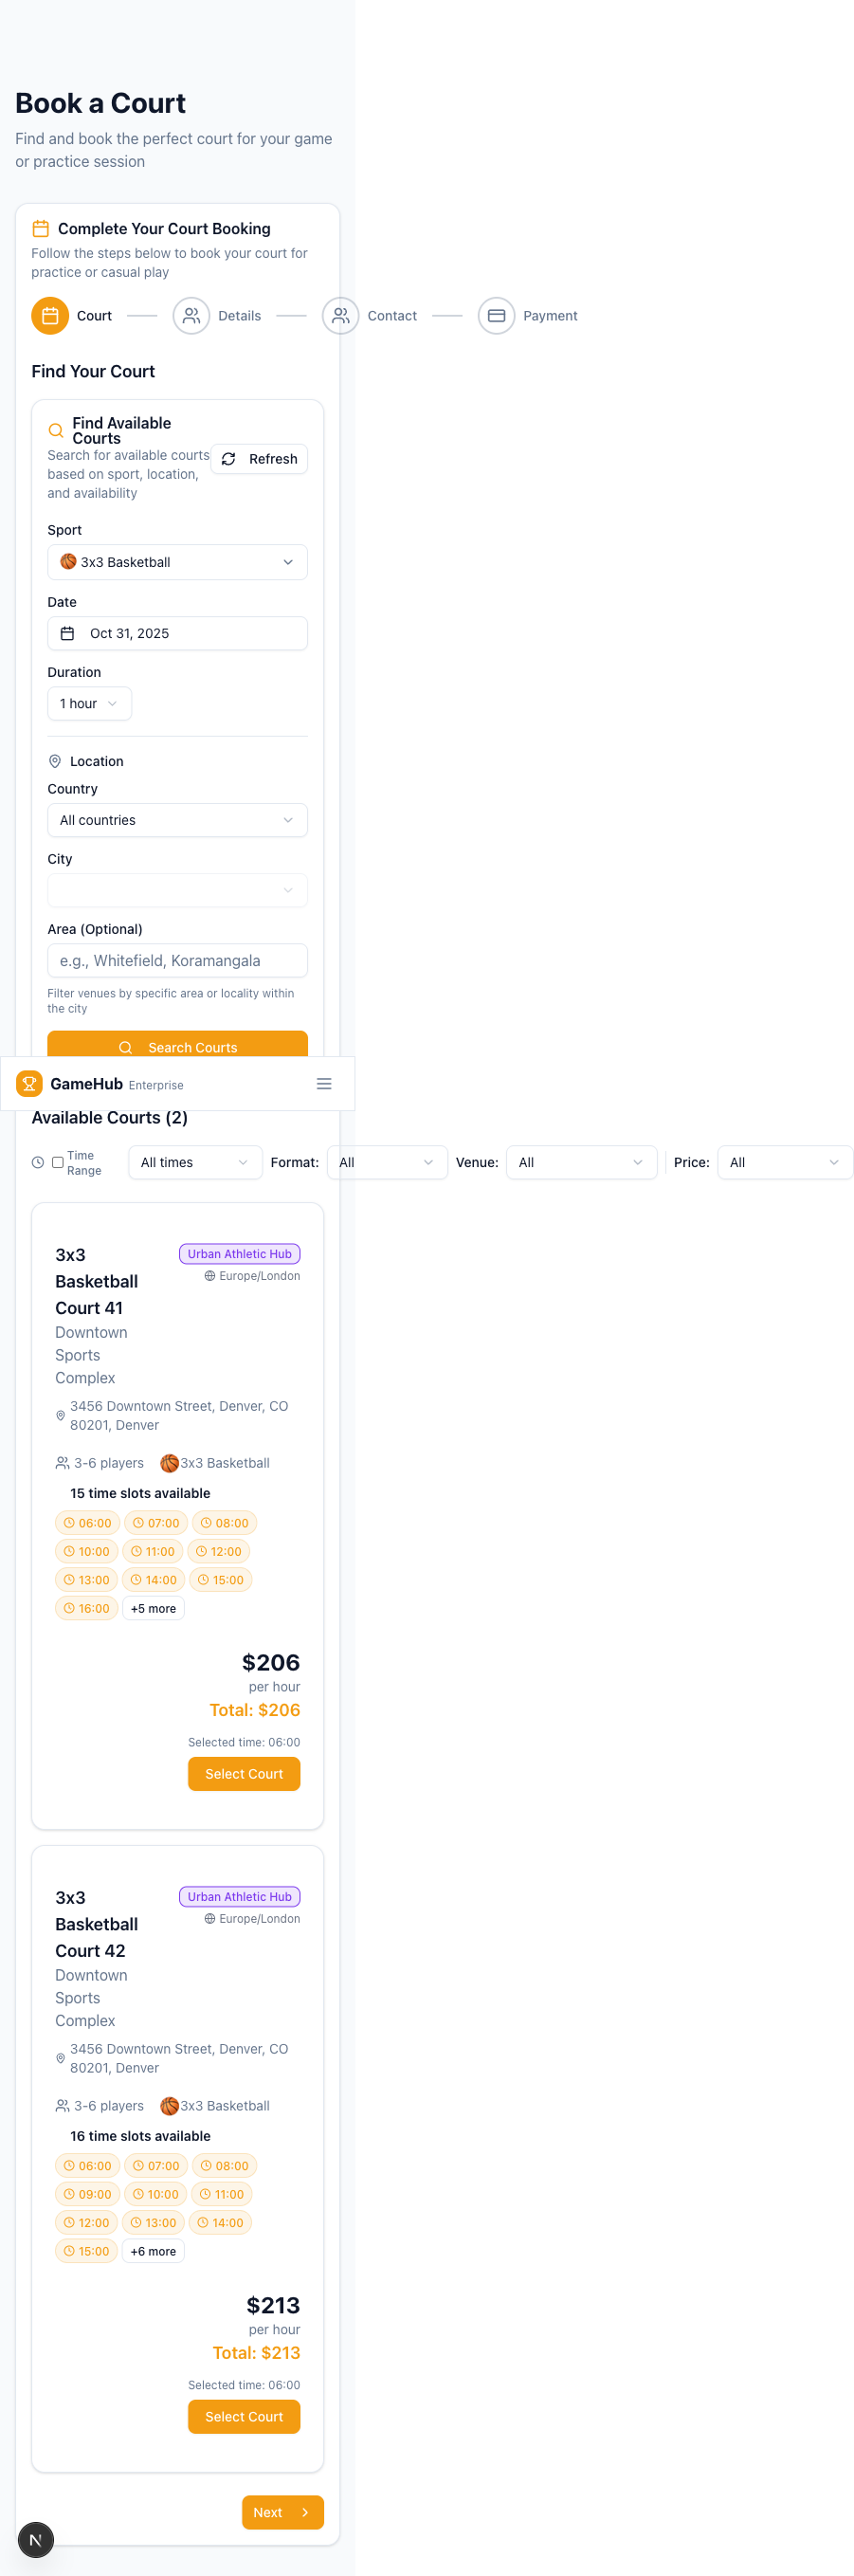 Book a Court
Find and book the perfect court for your game
or practice session
Complete Your Court Booking
Follow the steps below to book your court for
practice or casual play
Court Details Contact Payment
Find Your Court
Find Available
Courts
Search for available courts
based on sport, location,
and availability
Refresh
Sport
3x3 Basketball
Date
Oct 31, 2025
Duration
1 hour
Location
Country
All countries
City
Area (Optional)
e.g., Whitefield, Koramangala
Filter venues by specific area or locality within
the city
Search Courts
GameHub Enterprise
Available Courts (2)
Time
Range
All times Format: All Venue: All Price: All
3x3
Basketball
Court 41
Urban Athletic Hub
Europe/London
Downtown
Sports
Complex
3456 Downtown Street, Denver, CO
80201, Denver
3-6 players 3x3 Basketball
15 time slots available
06:00 07:00 08:00
10:00 11:00 12:00
13:00 14:00 15:00
16:00 +5 more
$206
per hour
Total: $206
Selected time: 06:00
Select Court
3x3
Basketball
Court 42
Urban Athletic Hub
Europe/London
Downtown
Sports
Complex
3456 Downtown Street, Denver, CO
80201, Denver
3-6 players 3x3 Basketball
16 time slots available
06:00 07:00 08:00
09:00 10:00 11:00
12:00 13:00 14:00
15:00 +6 more
$213
per hour
Total: $213
Selected time: 06:00
Select Court
Next
N